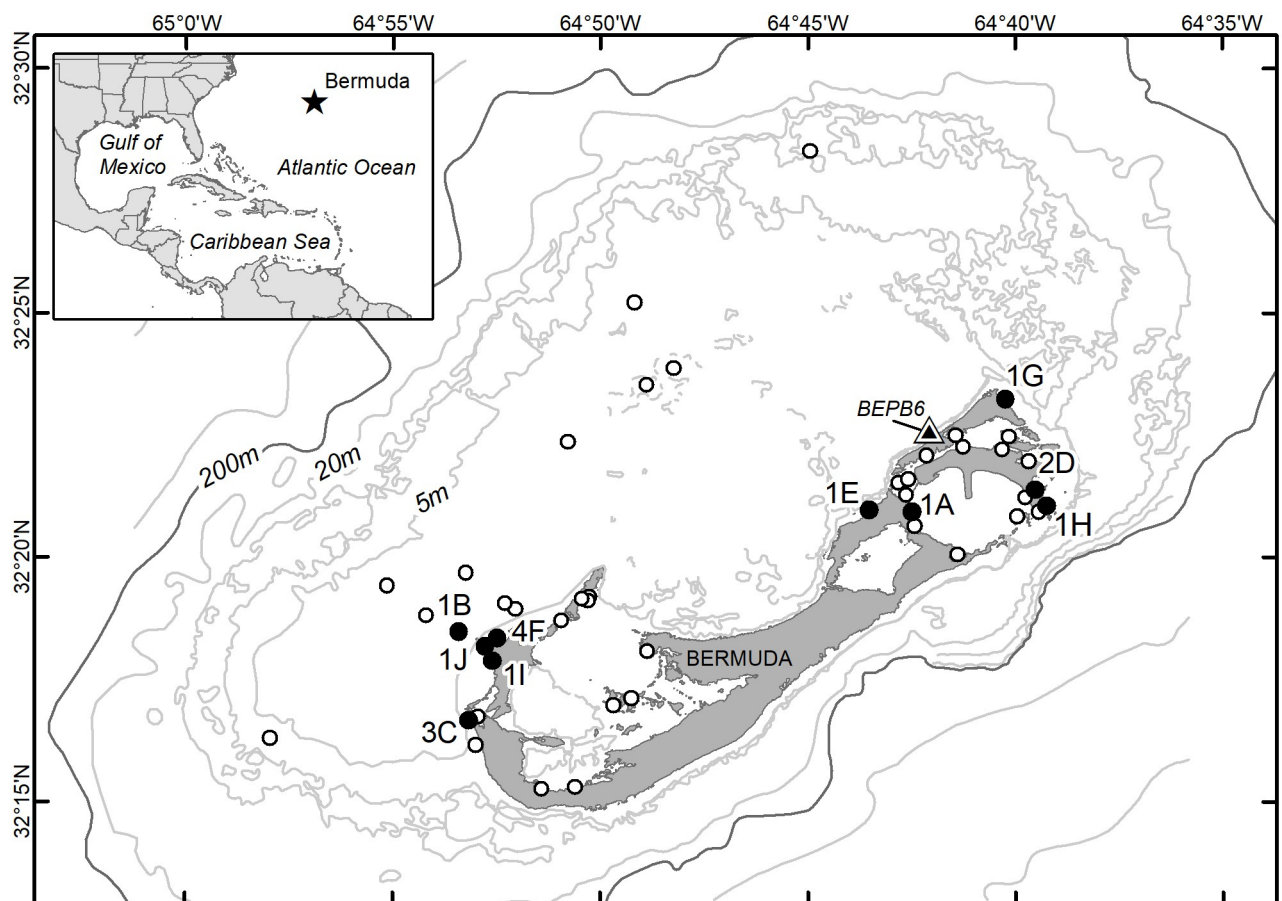 65°0'W 64°55'W 64°50'W 64°45'W 64°40'W 64°35'W
32°30'N
Bermuda
Gulf of
Mexico
Atlantic Ocean
Caribbean Sea
32°25'N
1G
BEPB6
200m
20m
5m
2D
1E
1A
1H
32°20'N
1B
4F
1J
1I
BERMUDA
3C
32°15'N